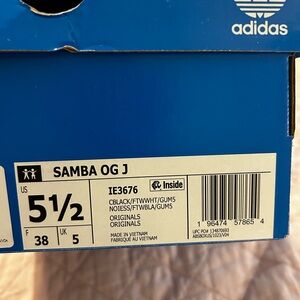 adidas
SAMBA OG J
US
5½
F
38
UK
5
IE3676
Inside
CBLACK/FTWWHT/GUM5
NOIESS/FTWBLA/GUM5
ORIGINALS
ORIGINALS
MADE IN VIETNAM
FABRIQUÉ AU VIETNAM
1 96474 57865 4